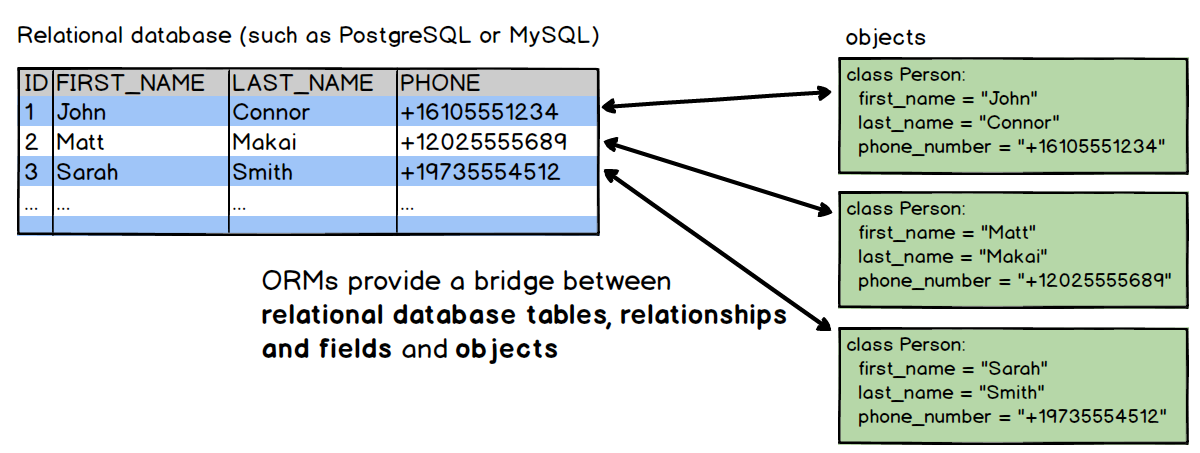 Relational database (such as PostgreSQL or MySQL)
ID FIRST_NAME LAST_NAME PHONE
1 John Connor +16105551234
2 Matt Makai +12025555689
3 Sarah Smith +19735554512
... ... ... ...
ORMs provide a bridge between
relational database tables, relationships
and fields and objects
objects
class Person:
first_name = "John"
last_name = "Connor"
phone_number = "+16105551234"
class Person:
first_name = "Matt"
last_name = "Makai"
phone_number = "+12025555689"
class Person:
first_name = "Sarah"
last_name = "Smith"
phone_number = "+19735554512"